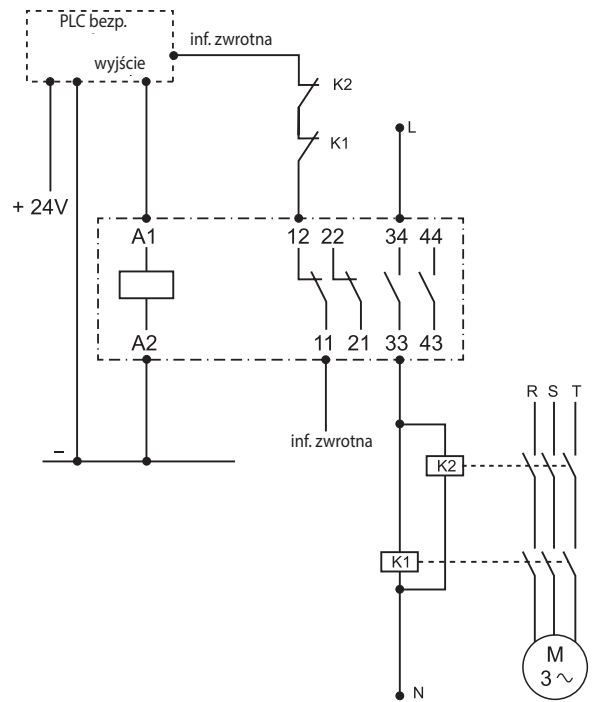 PLC bezp.
wyjście
inf. zwrotna
K2
K1
L
+ 24V
A1
12 22
34 44
A2
11 21
33 43
inf. zwrotna
–
R S T
K2
K1
M
3 ~
N